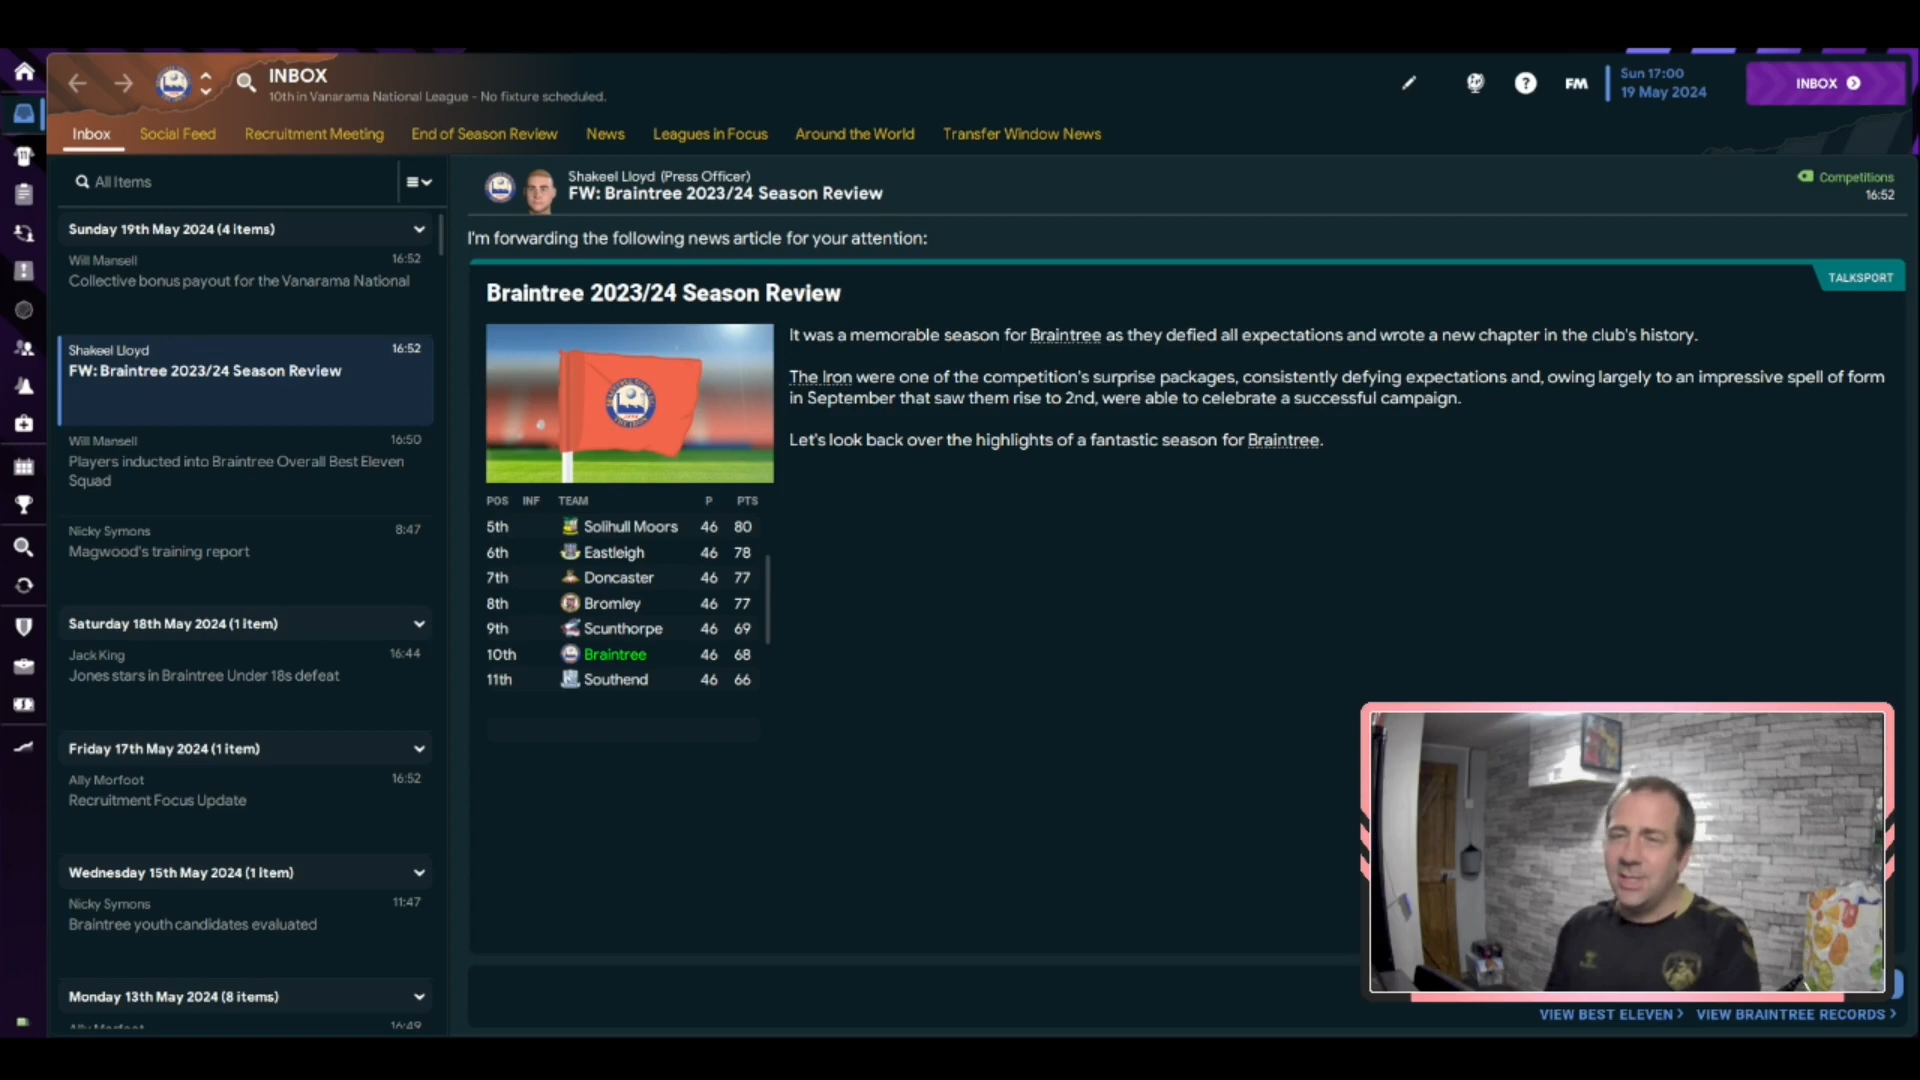 INBOX
10th in Vanarama National League - No fixture scheduled.
FM
Sun 17:00
19 May 2024
INBOX
Inbox
Social Feed
Recruitment Meeting
End of Season Review
News
Leagues in Focus
Around the World
Transfer Window News
All Items
Sunday 19th May 2024 (4 items)
Will Mansell
16:52
Collective bonus payout for the Vanarama National
Shakeel Lloyd
16:52
FW: Braintree 2023/24 Season Review
Will Mansell
16:50
Players inducted into Braintree Overall Best Eleven
Squad
Nicky Symons
8:47
Magwood's training report
Saturday 18th May 2024 (1 item)
Jack King
16:44
Jones stars in Braintree Under 18s defeat
Friday 17th May 2024 (1 item)
Ally Morfoot
16:52
Recruitment Focus Update
Wednesday 15th May 2024 (1 item)
Nicky Symons
11:47
Braintree youth candidates evaluated
Monday 13th May 2024 (8 items)
Ally Morfoot
16:49
Shakeel Lloyd (Press Officer)
FW: Braintree 2023/24 Season Review
Competitions
16:52
I'm forwarding the following news article for your attention:
TALKSPORT
Braintree 2023/24 Season Review
It was a memorable season for Braintree as they defied all expectations and wrote a new chapter in the club's history.
The Iron were one of the competition's surprise packages, consistently defying expectations and, owing largely to an impressive spell of form
in September that saw them rise to 2nd, were able to celebrate a successful campaign.
Let's look back over the highlights of a fantastic season for Braintree.
POS INF TEAM P PTS
5th Solihull Moors 46 80
6th Eastleigh 46 78
7th Doncaster 46 77
8th Bromley 46 77
9th Scunthorpe 46 69
10th Braintree 46 68
11th Southend 46 66
VIEW BEST ELEVEN
VIEW BRAINTREE RECORDS